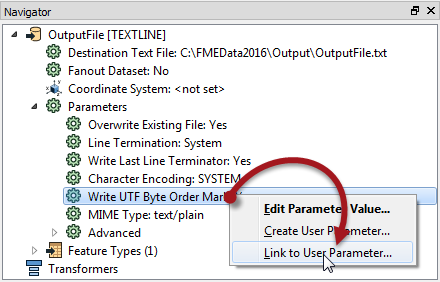 Navigator
OutputFile [TEXTLINE]
Destination Text File: C:\FMEData2016\Output\OutputFile.txt
Fanout Dataset: No
Coordinate System: <not set>
Parameters
Overwrite Existing File: Yes
Line Termination: System
Write Last Line Terminator: Yes
Character Encoding: SYSTEM
Write UTF Byte Order Mark
Edit Parameter Value...
MIME Type: text/plain
Create User Parameter...
Advanced
Link to User Parameter...
Feature Types (1)
Transformers